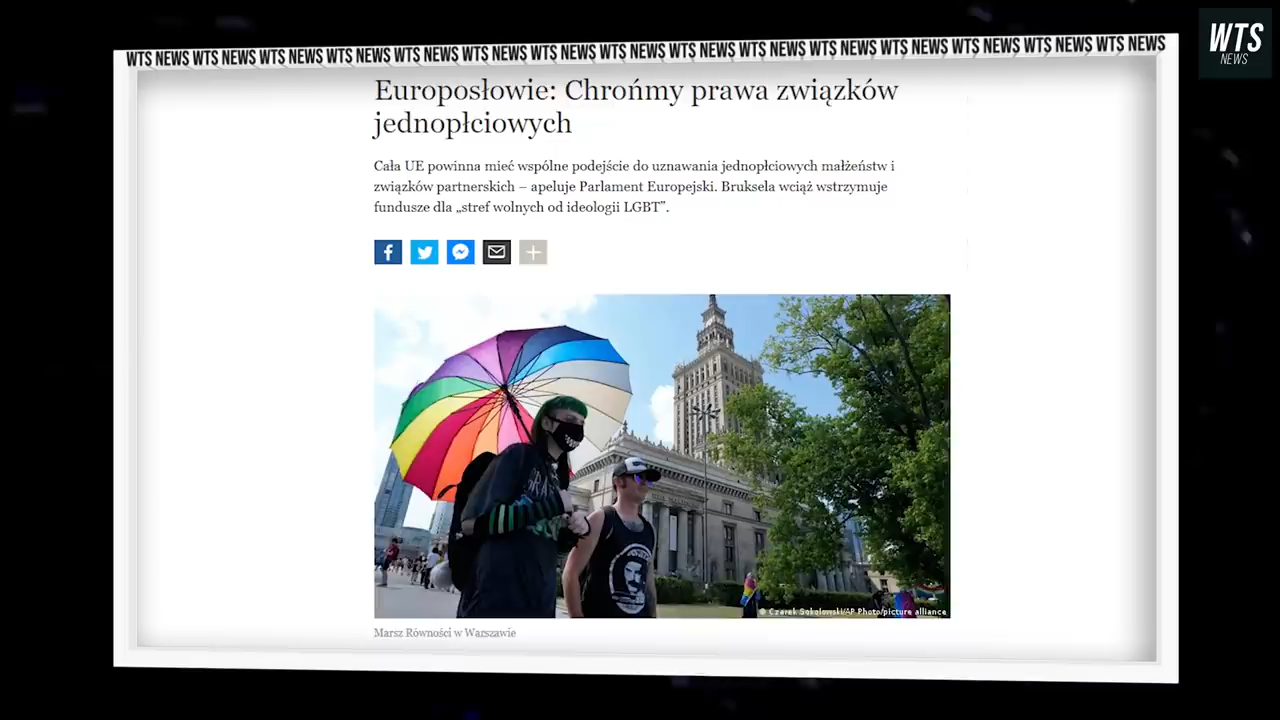 WTS NEWS WTS NEWS WTS NEWS WTS NEWS WTS NEWS WTS NEWS WTS NEWS WTS NEWS WTS NEWS WTS NEWS WTS NEWS WTS NEWS WTS NEWS WTS NEWS WTS NEWS
WTS
NEWS
Europosłowie: Chrońmy prawa związków
jednopłciowych
Cała UE powinna mieć wspólne podejście do uznawania jednopłciowych małżeństw i
związków partnerskich – apeluje Parlament Europejski. Bruksela wciąż wstrzymuje
fundusze dla „stref wolnych od ideologii LGBT”.
© Czarek Sokolowski/AP Photo/picture alliance
Marsz Równości w Warszawie